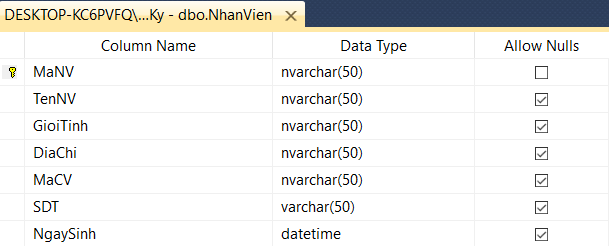 DESKTOP-KC6PVFQ\...Ky - dbo.NhanVien
Column Name Data Type Allow Nulls
MaNV nvarchar(50)
TenNV nvarchar(50)
GioiTinh nvarchar(50)
DiaChi nvarchar(50)
MaCV nvarchar(50)
SDT varchar(50)
NgaySinh datetime